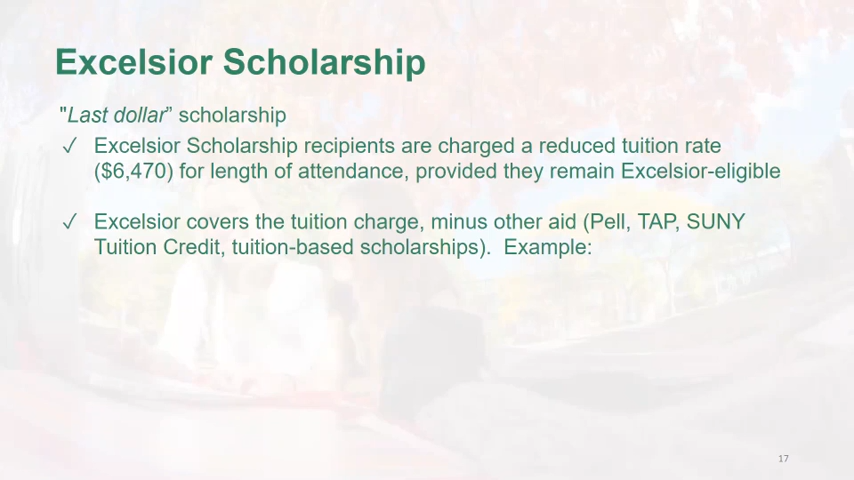 Excelsior Scholarship
"Last dollar” scholarship
✓ Excelsior Scholarship recipients are charged a reduced tuition rate
($6,470) for length of attendance, provided they remain Excelsior-eligible
✓ Excelsior covers the tuition charge, minus other aid (Pell, TAP, SUNY
Tuition Credit, tuition-based scholarships).  Example:
17